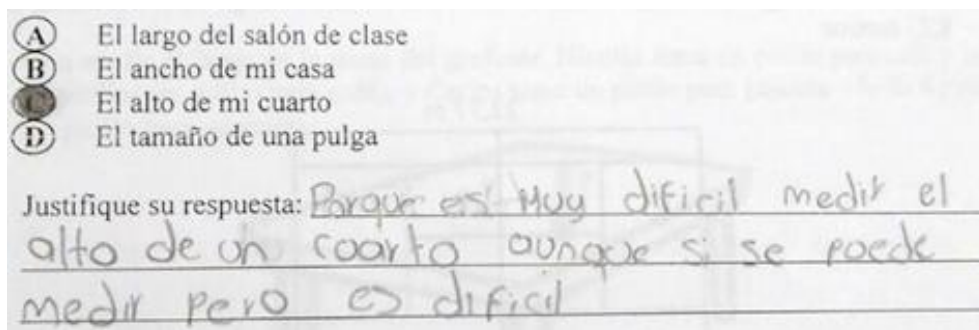 A El largo del salón de clase
B El ancho de mi casa
C El alto de mi cuarto
D El tamaño de una pulga
Justifique su respuesta: Porque es Muy dificil medir el
alto de un cuarto aunque si se puede
medir pero es dificil